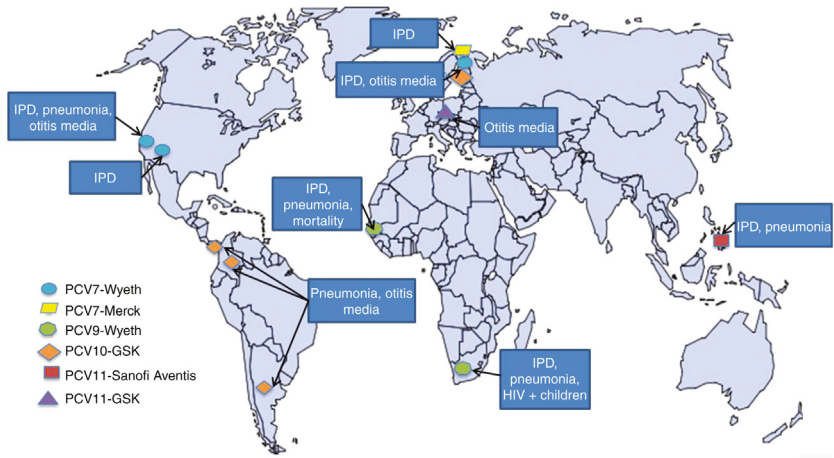 IPD
IPD, otitis media
IPD, pneumonia,
otitis media
Otitis media
IPD
IPD,
pneumonia,
mortality
IPD, pneumonia
Pneumonia, otitis
media
PCV7-Wyeth
PCV7-Merck
PCV9-Wyeth
PCV10-GSK
PCV11-Sanofi Aventis
PCV11-GSK
IPD,
pneumonia,
HIV + children